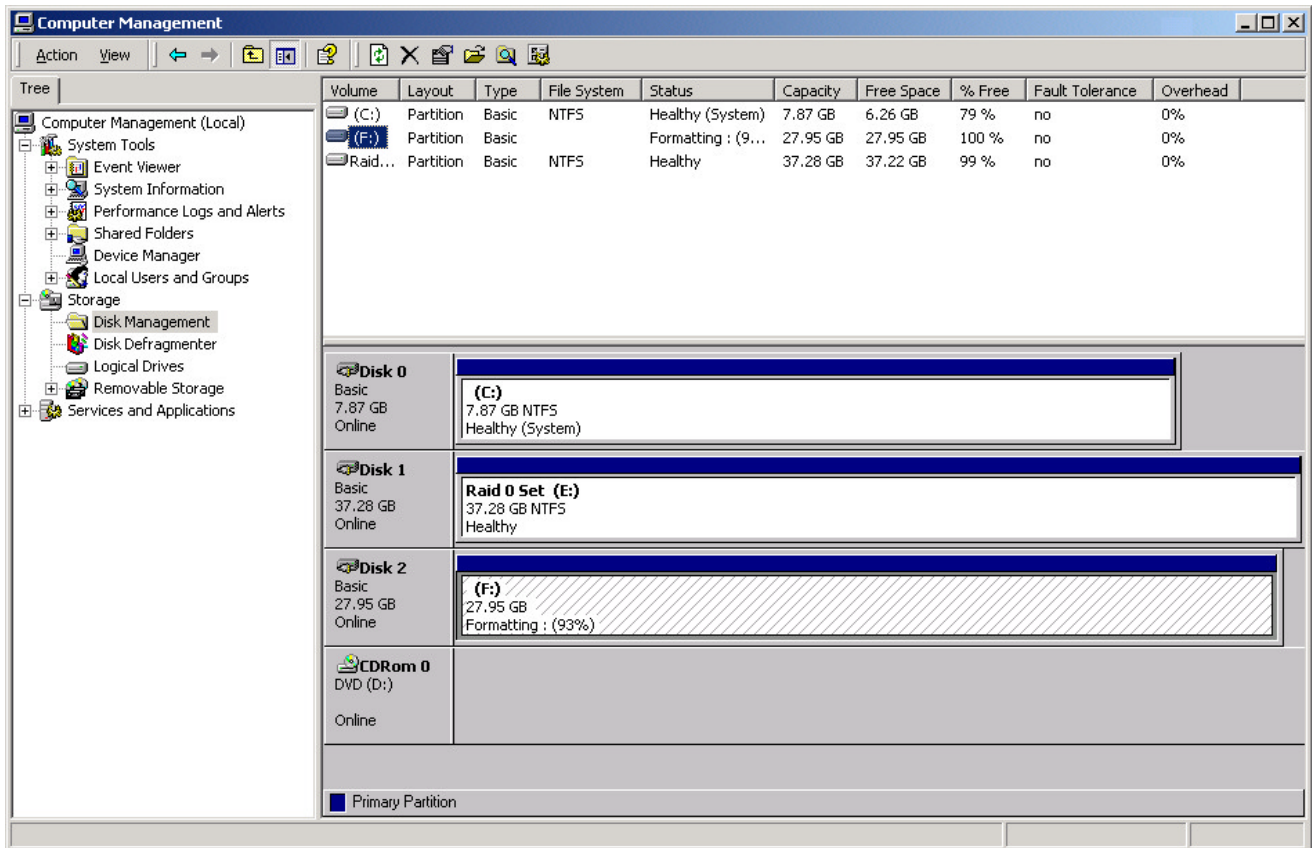 Computer Management
Action View
Tree
Computer Management (Local)
System Tools
Event Viewer
System Information
Performance Logs and Alerts
Shared Folders
Device Manager
Local Users and Groups
Storage
Disk Management
Disk Defragmenter
Logical Drives
Removable Storage
Services and Applications
Volume Layout Type File System Status Capacity Free Space % Free Fault Tolerance Overhead
(C:) Partition Basic NTFS Healthy (System) 7.87 GB 6.26 GB 79 % no 0%
(F:) Partition Basic Formatting : (9... 27.95 GB 27.95 GB 100 % no 0%
Raid... Partition Basic NTFS Healthy 37.28 GB 37.22 GB 99 % no 0%
Disk 0
Basic
7.87 GB
Online
(C:)
7.87 GB NTFS
Healthy (System)
Disk 1
Basic
37.28 GB
Online
Raid 0 Set (E:)
37.28 GB NTFS
Healthy
Disk 2
Basic
27.95 GB
Online
(F:)
27.95 GB
Formatting : (93%)
CDRom 0
DVD (D:)
Online
Primary Partition